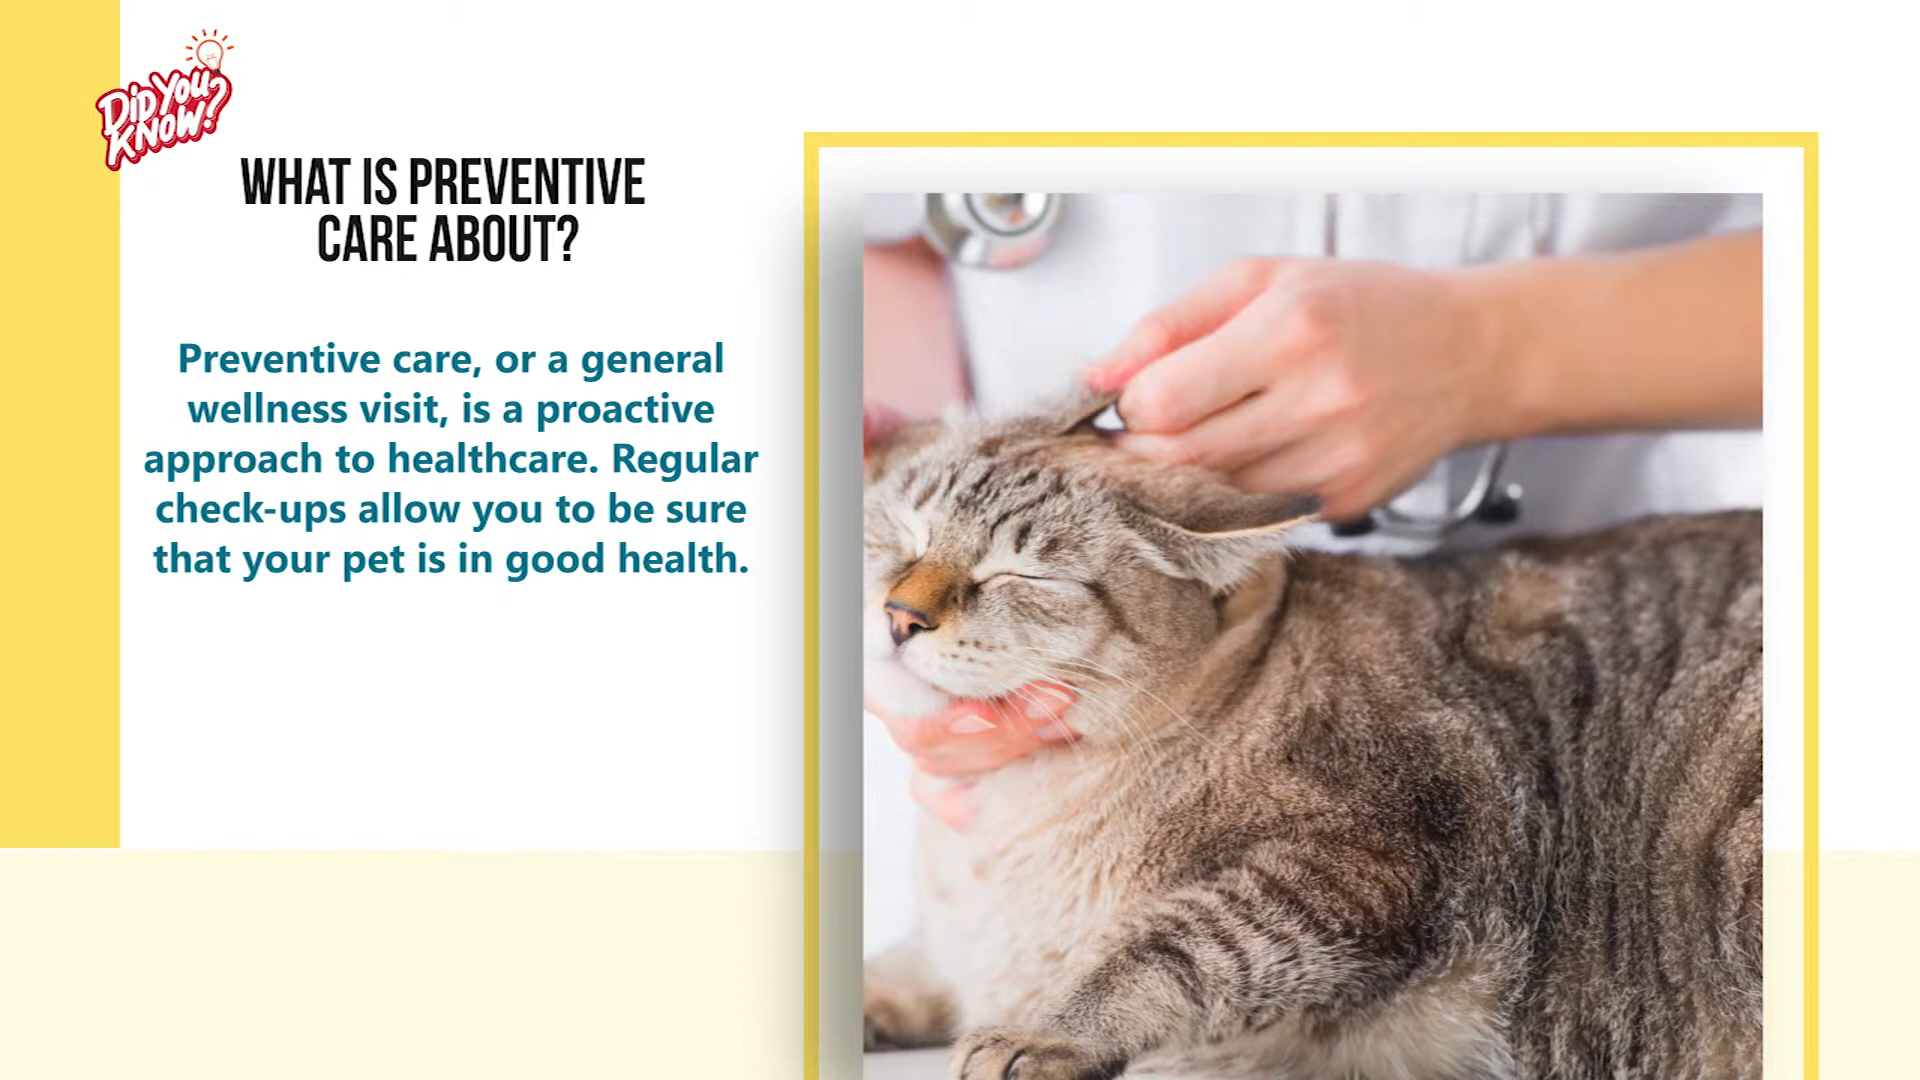 DiD YOU
KNOW?
WHAT IS PREVENTIVE
CARE ABOUT?
Preventive care, or a general
wellness visit, is a proactive
approach to healthcare. Regular
check-ups allow you to be sure
that your pet is in good health.